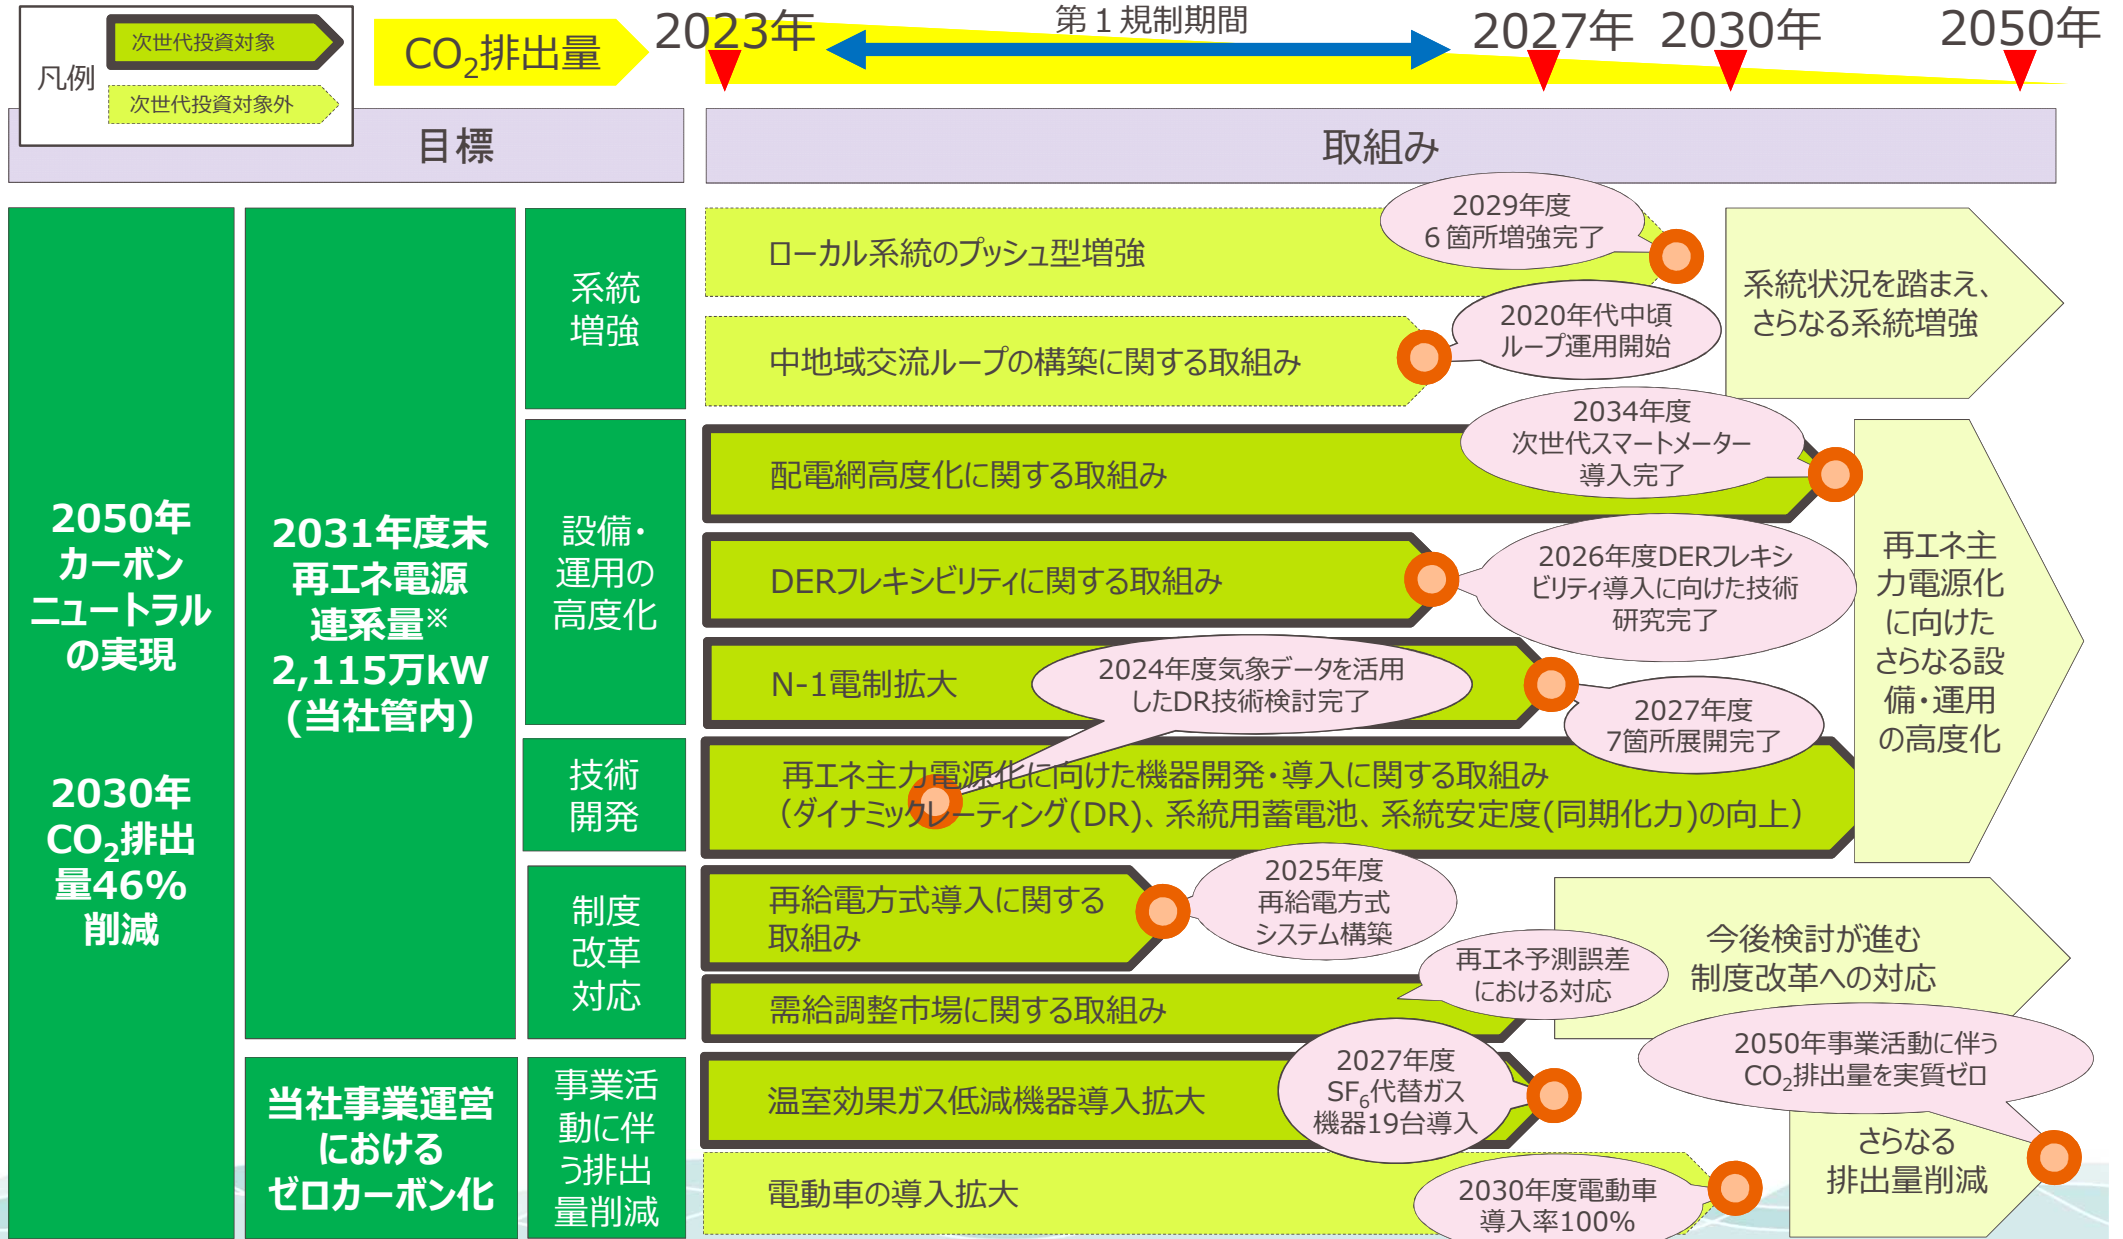 凡例
次世代投資対象
次世代投資対象外
CO₂排出量
2023年
第１規制期間
2027年
2030年
2050年
目標
取組み
2050年
カーボン
ニュートラル
の実現
2030年
CO₂排出
量46%
削減
2031年度末
再エネ電源
連系量※
2,115万kW
(当社管内)
系統
増強
ローカル系統のプッシュ型増強
2029年度
６箇所増強完了
中地域交流ループの構築に関する取組み
2020年代中頃
ループ運用開始
系統状況を踏まえ、
さらなる系統増強
設備・
運用の
高度化
配電網高度化に関する取組み
2034年度
次世代スマートメーター
導入完了
DERフレキシビリティに関する取組み
2026年度DERフレキシ
ビリティ導入に向けた技術
研究完了
N-1電制拡大
2024年度気象データを活用
したDR技術検討完了
2027年度
7箇所展開完了
再エネ主
力電源化
に向けた
さらなる設
備・運用
の高度化
技術
開発
再エネ主力電源化に向けた機器開発・導入に関する取組み
（ダイナミックレーティング(DR)、系統用蓄電池、系統安定度(同期化力)の向上）
制度
改革
対応
再給電方式導入に関する
取組み
2025年度
再給電方式
システム構築
需給調整市場に関する取組み
再エネ予測誤差
における対応
今後検討が進む
制度改革への対応
当社事業運営
における
ゼロカーボン化
事業活
動に伴
う排出
量削減
温室効果ガス低減機器導入拡大
2027年度
SF₆代替ガス
機器19台導入
2050年事業活動に伴う
CO₂排出量を実質ゼロ
電動車の導入拡大
2030年度電動車
導入率100%
さらなる
排出量削減